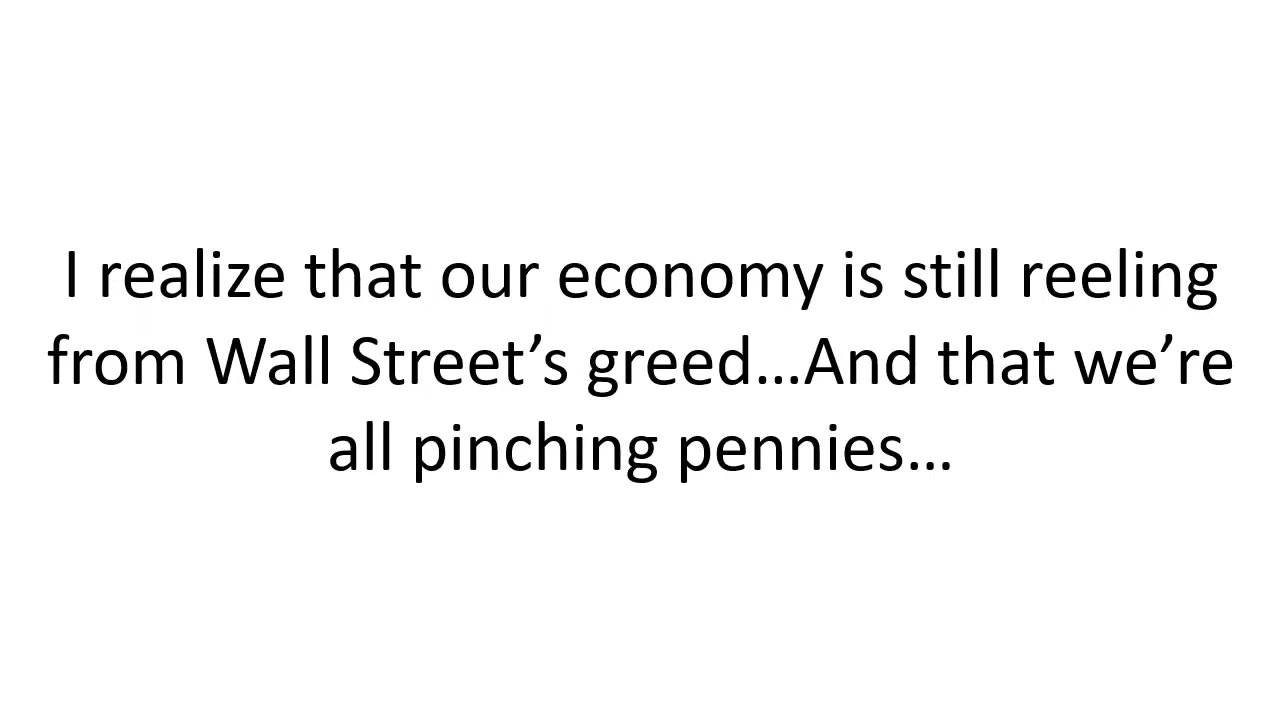 I realize that our economy is still reeling
from Wall Street’s greed…And that we’re
all pinching pennies…